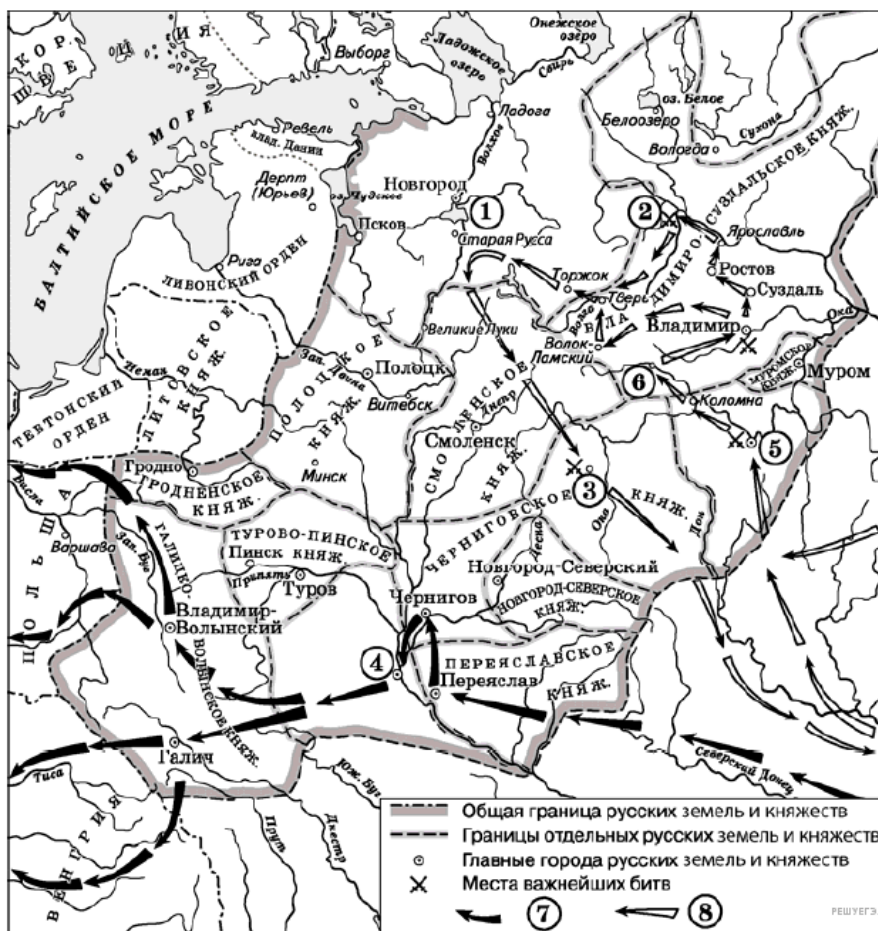 КОР.
ШВЕ
И
ИЯ
БАЛТИЙСКОЕ МОРЕ
Выборг
Ладожское
озеро
Онежское
озеро
Свирь
Ладога
Волхов
оз. Белое
Белоозеро
Вологда
Сухона
Ревель
влад. Дании
Дерпт
(Юрьев)
оз. Чудское
Новгород
1
Псков
Старая Русса
2
ВЛАДИМИРО-СУЗДАЛЬСКОЕ КНЯЖ.
Ярославль
Ростов
Суздаль
Рига
ЛИВОНСКИЙ ОРДЕН
Торжок
Тверь
Волга
Владимир
Ока
Волок-
Ламский
Великие Луки
МУРОМСКОЕ
КНЯЖ.
Муром
6
Коломна
5
ЛИТОВСКОЕ
КНЯЖ.
Неман
Зап. Двина
ПОЛОЦКОЕ
КНЯЖ.
Полоцк
Витебск
СМОЛЕНСКОЕ
КНЯЖ.
Днепр
Смоленск
ТЕВТОНСКИЙ
ОРДЕН
Минск
Гродно
ГРОДНЕНСКОЕ
КНЯЖ.
3
ЧЕРНИГОВСКОЕ
КНЯЖ.
Ока
Дон
Десна
Висла
ПОЛЬША
Варшава
Зап. Буг
ГАЛИЦКО-
ВОЛЫНСКОЕ КНЯЖ.
ТУРОВО-ПИНСКОЕ
КНЯЖ.
Пинск
Припять
Туров
Новгород-Северский
НОВГОРОД-СЕВЕРСКОЕ
КНЯЖ.
Чернигов
Владимир-
Волынский
4
ПЕРЕЯСЛАВСКОЕ
КНЯЖ.
Переяслав
Галич
Тиса
ВЕНГРИЯ
Юж. Буг
Прут
Днестр
Северский Донец
Общая граница русских земель и княжеств
Границы отдельных русских земель и княжеств
Главные города русских земель и княжеств
Места важнейших битв
7
8
РЕШУЕГЭ